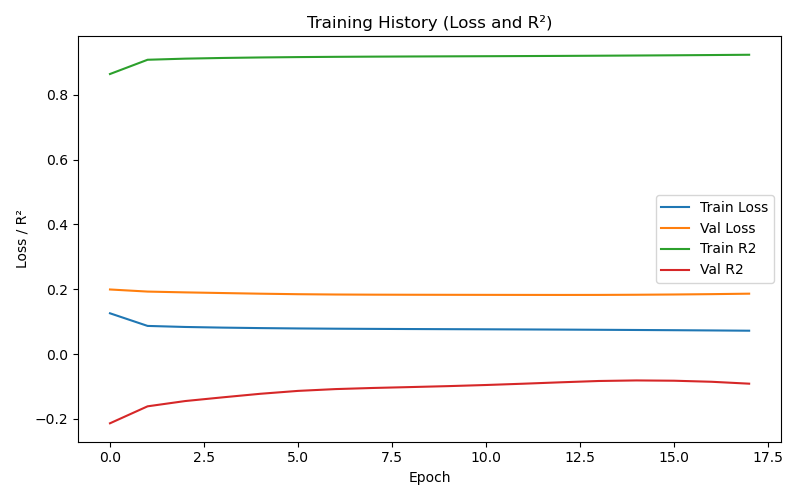 Training History (Loss and R²)
Loss / R²
0.8
0.6
0.4
0.2
0.0
−0.2
Train Loss
Val Loss
Train R2
Val R2
0.0 2.5 5.0 7.5 10.0 12.5 15.0 17.5
Epoch